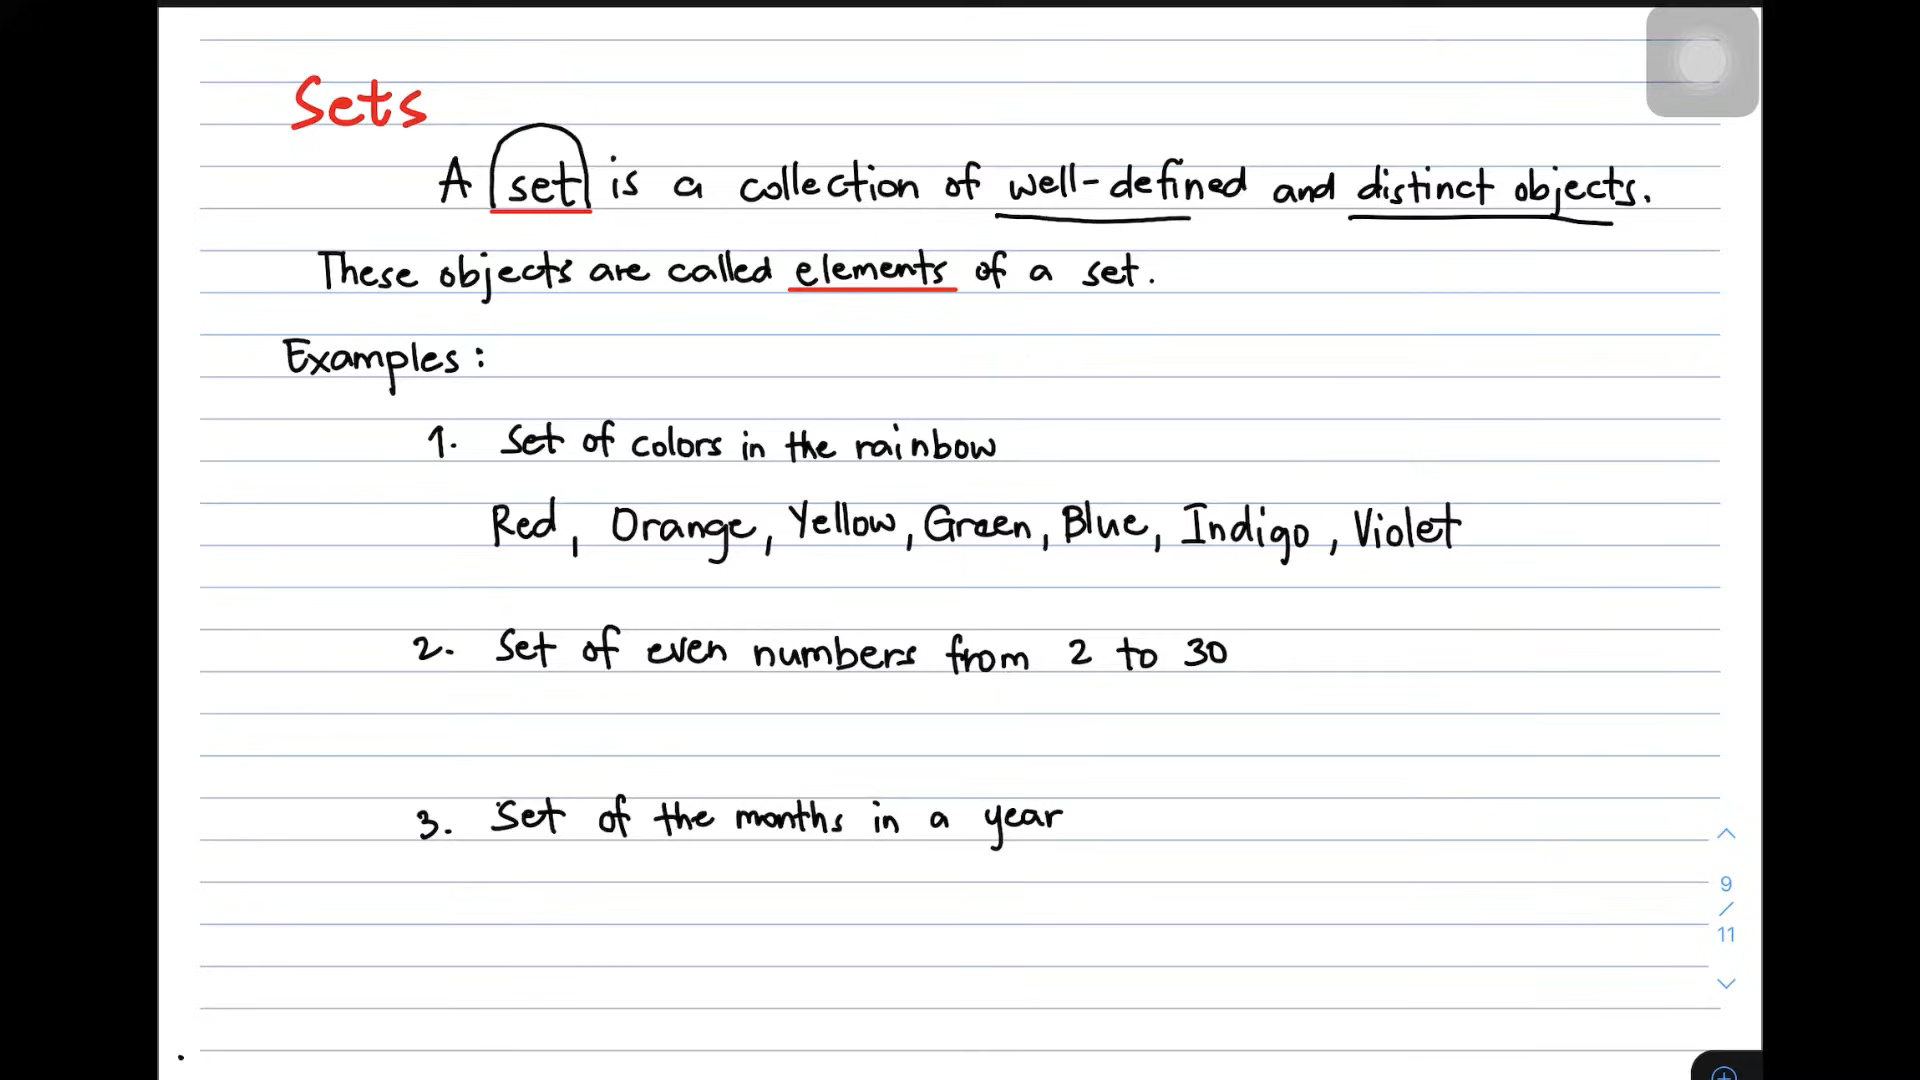 Sets
A set is a collection of well-defined and distinct objects.
These objects are called elements of a set.
Examples:
1. Set of colors in the rainbow
Red, Orange, Yellow, Green, Blue, Indigo, Violet
2. Set of even numbers from 2 to 30
3. Set of the months in a year
9
/
11